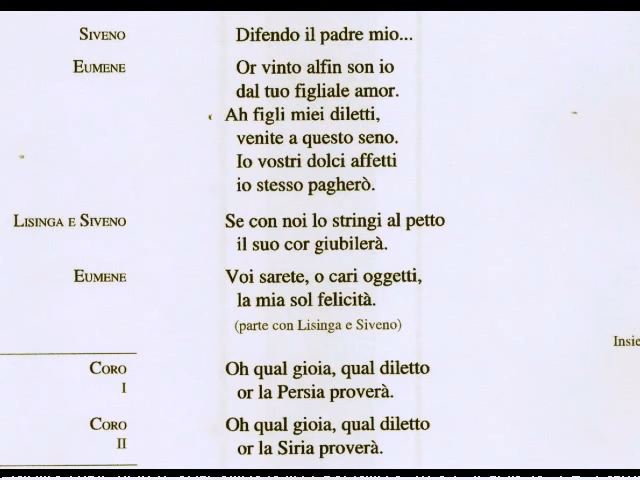 SIVENO Difendo il padre mio...
EUMENE Or vinto alfin son io
dal tuo figliale amor.
Ah figli miei diletti,
venite a questo seno.
Io vostri dolci affetti
io stesso pagherò.
LISINGA E SIVENO Se con noi lo stringi al petto
il suo cor giubilerà.
EUMENE Voi sarete, o cari oggetti,
la mia sol felicità.
(parte con Lisinga e Siveno)
Insie
CORO Oh qual gioia, qual diletto
I or la Persia proverà.
CORO Oh qual gioia, qual diletto
II or la Siria proverà.